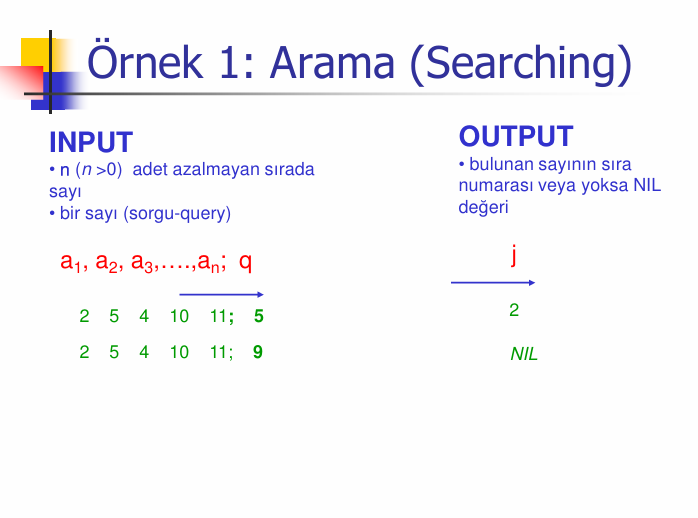 Örnek 1: Arama (Searching)
INPUT
• n (n >0) adet azalmayan sırada
sayı
• bir sayı (sorgu-query)
a1, a2, a3,….,an; q
2 5 4 10 11; 5
2 5 4 10 11; 9
OUTPUT
• bulunan sayının sıra
numarası veya yoksa NIL
değeri
j
2
NIL